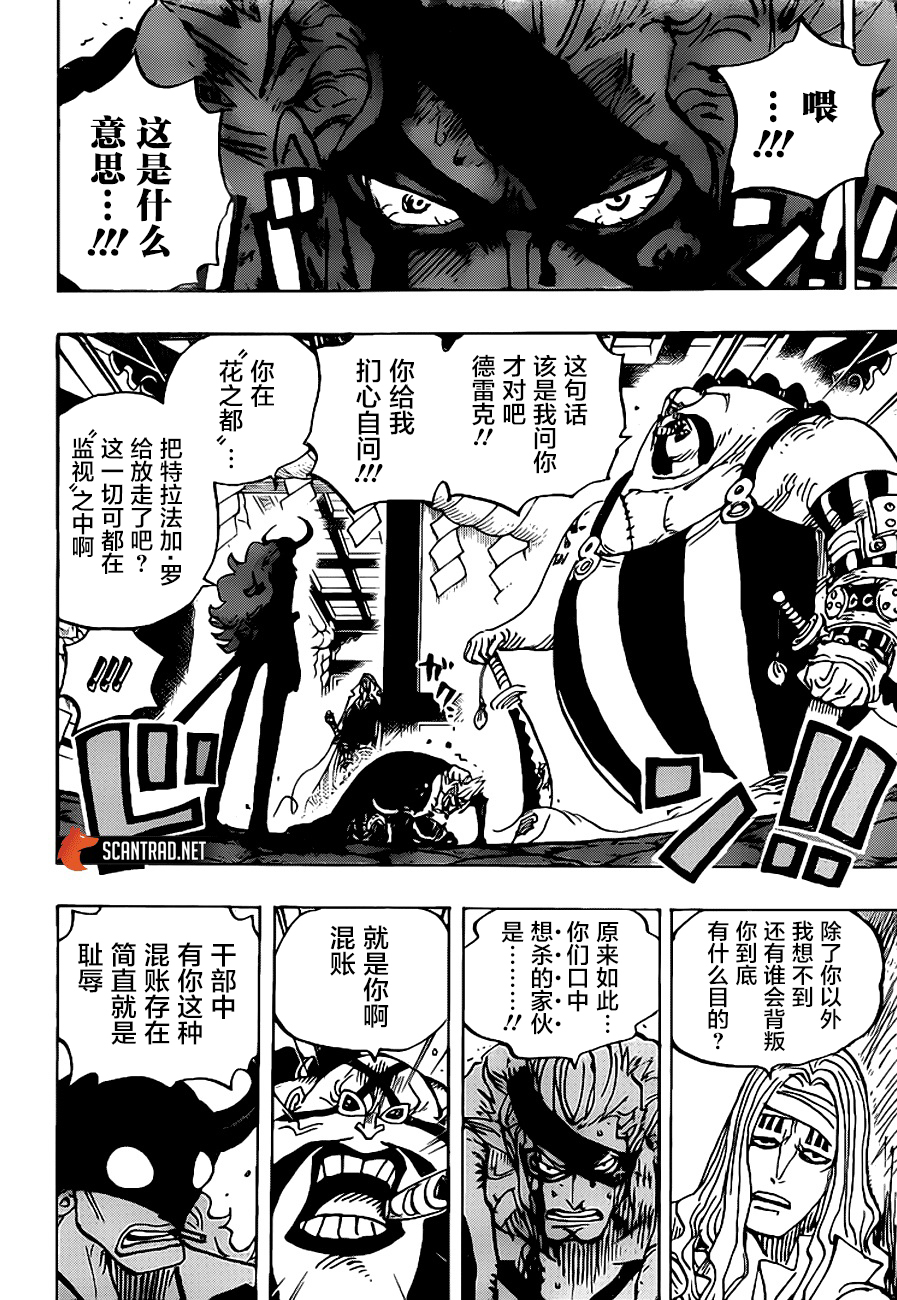 喂
…
!!!
这是什么
意思…
!!!
这句话
该是我问你
才对吧
德雷克!!
你给我
扪心自问!!!
你在
〝花之都〞…
把特拉法加·罗
给放走了吧?
这一切可都在
〝监视〞之中啊
!!!
ガクッ
ドドン!!
SCANTRAD.NET
除了你以外
我想不到
还有谁会背叛
你到底
有什么目的?
原来如此…
你们口中
想杀的家伙
是………!!
就是你啊
混账
干部中
有你这种
混账存在
简直就是
耻辱